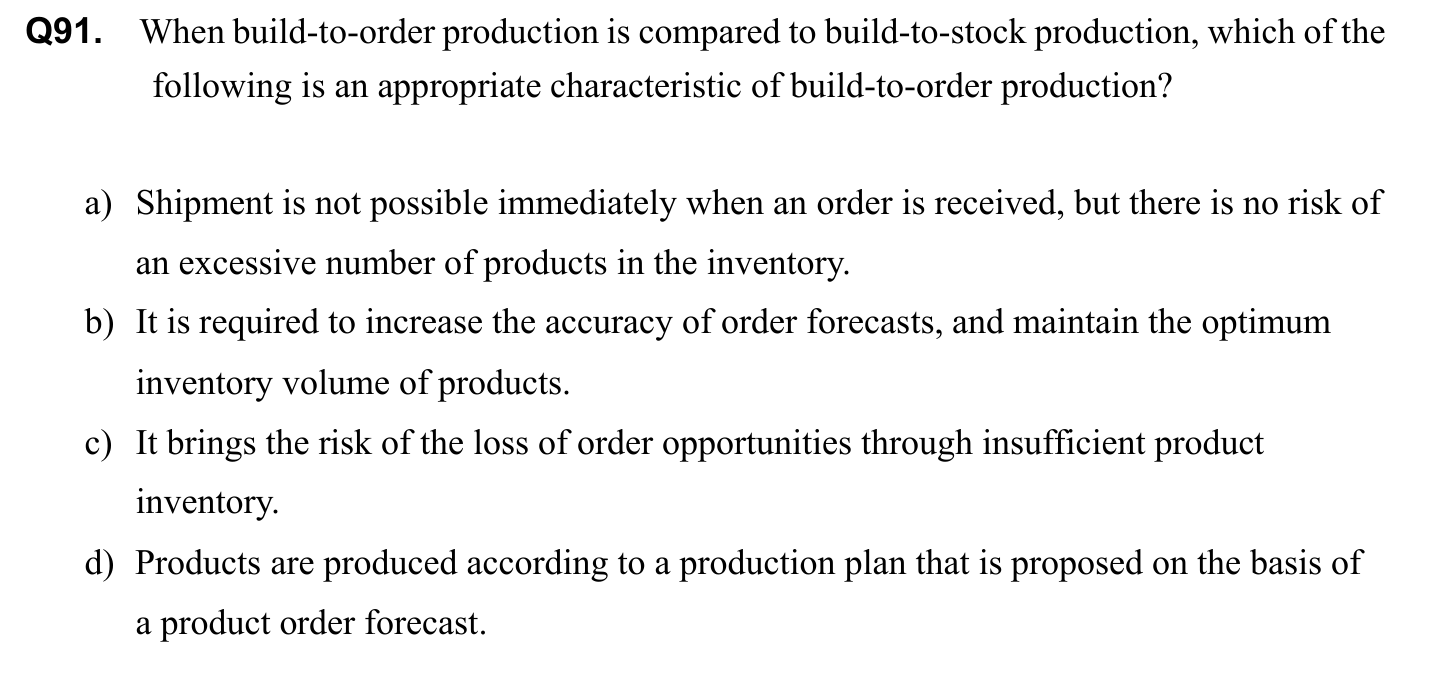 Q91. When build-to-order production is compared to build-to-stock production, which of the
following is an appropriate characteristic of build-to-order production?
a) Shipment is not possible immediately when an order is received, but there is no risk of
an excessive number of products in the inventory.
b) It is required to increase the accuracy of order forecasts, and maintain the optimum
inventory volume of products.
c) It brings the risk of the loss of order opportunities through insufficient product
inventory.
d) Products are produced according to a production plan that is proposed on the basis of
a product order forecast.